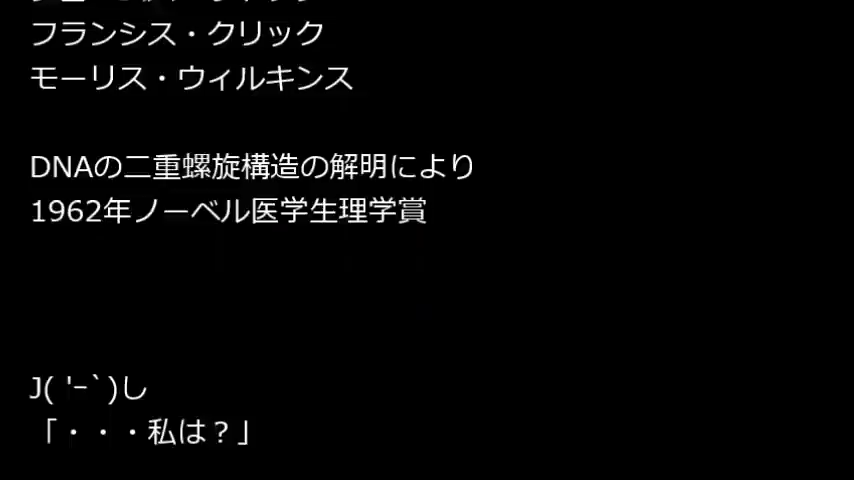 フランシス・クリック
モーリス・ウィルキンス
DNAの二重螺旋構造の解明により
1962年ノーベル医学生理学賞
J( 'ｰ`)し
「・・・私は？」